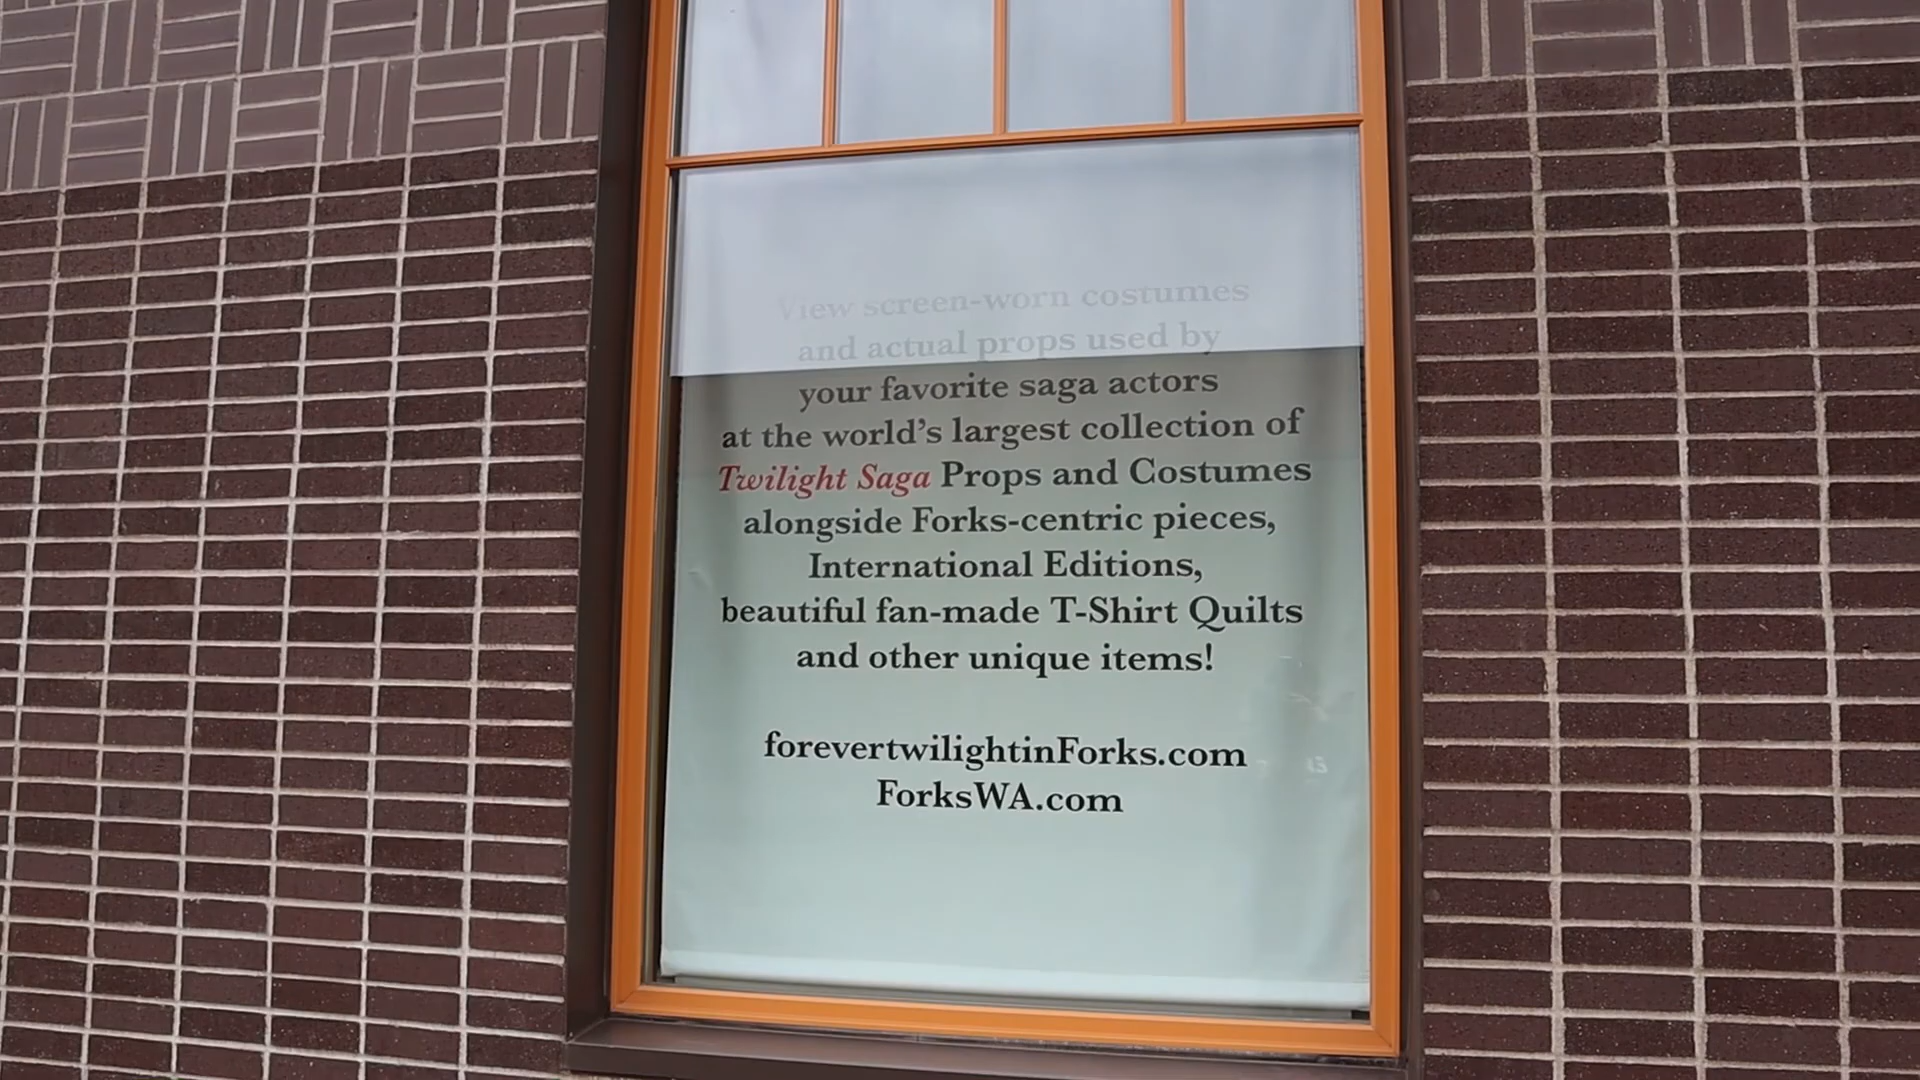 View screen-worn costumes
and actual props used by
your favorite saga actors
at the world's largest collection of
Twilight Saga Props and Costumes
alongside Forks-centric pieces,
International Editions,
beautiful fan-made T-Shirt Quilts
and other unique items!
forevertwilightinForks.com
ForksWA.com